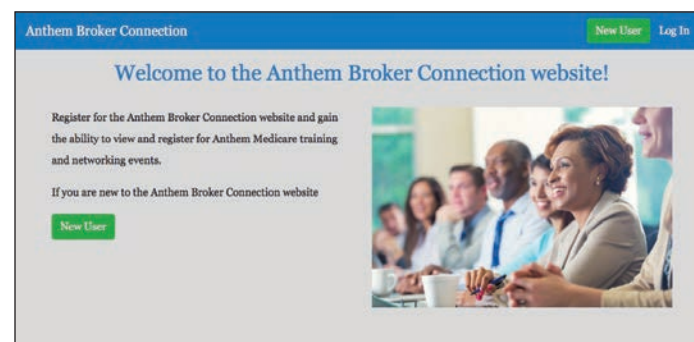 Anthem Broker Connection
New User Log In
Welcome to the Anthem Broker Connection website!
Register for the Anthem Broker Connection website and gain
the ability to view and register for Anthem Medicare training
and networking events.
If you are new to the Anthem Broker Connection website
New User